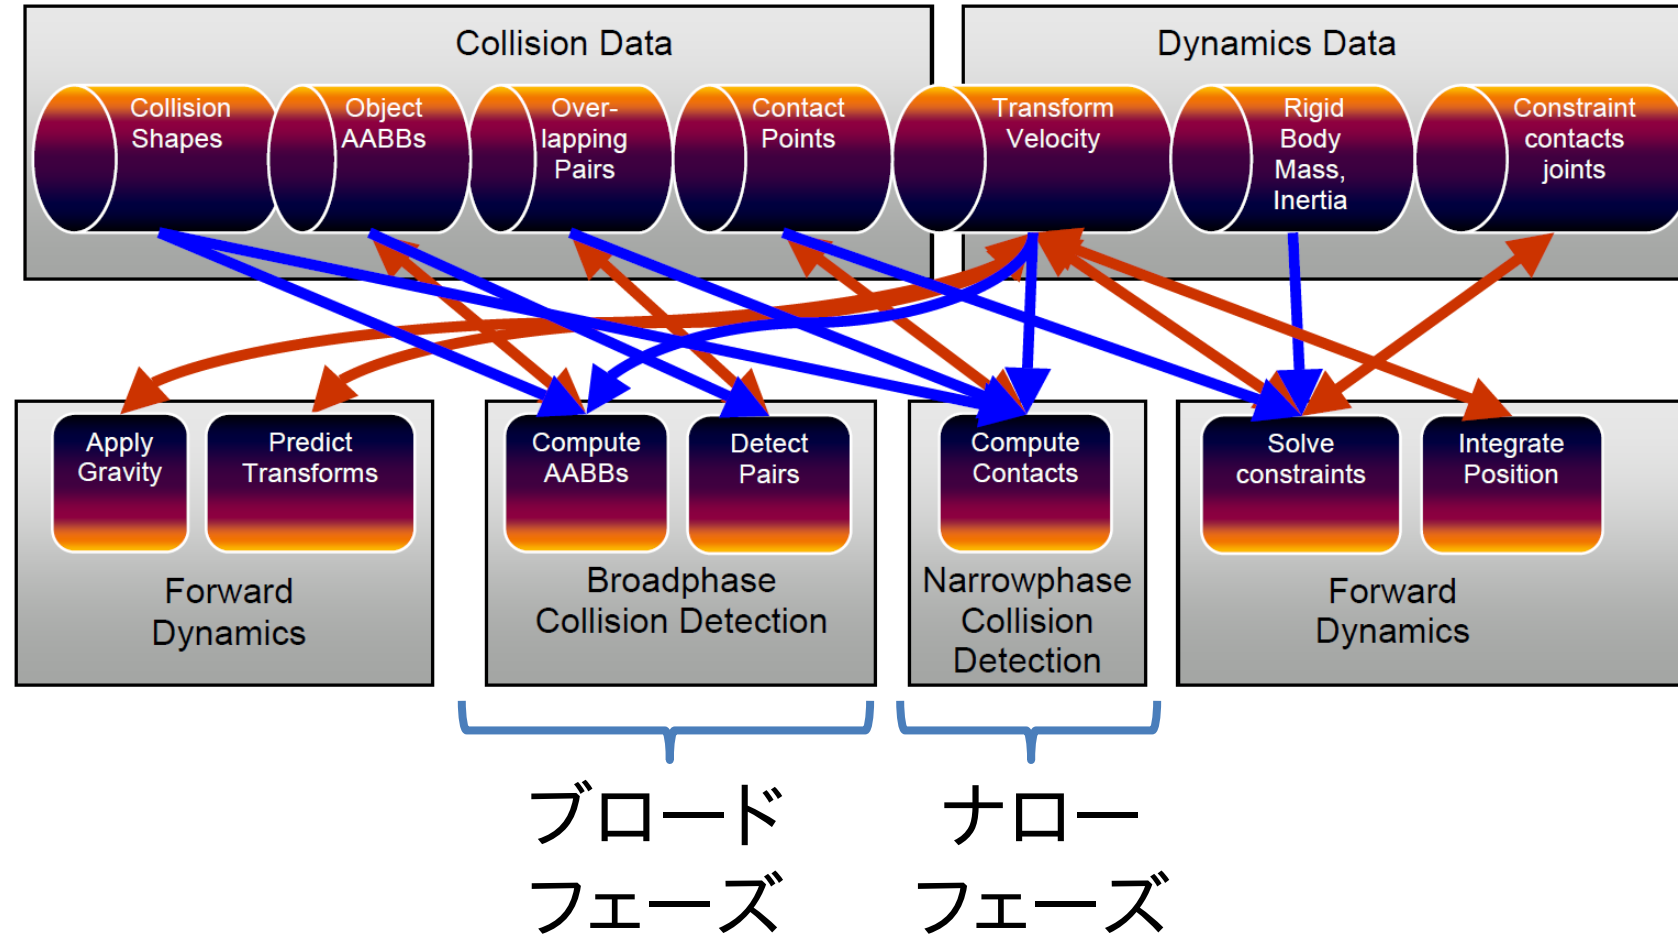 Collision Data
Collision
Shapes
Object
AABBs
Over-
lapping
Pairs
Contact
Points
Dynamics Data
Transform
Velocity
Rigid
Body
Mass,
Inertia
Constraint
contacts
joints
Apply
Gravity
Predict
Transforms
Forward
Dynamics
Compute
AABBs
Detect
Pairs
Broadphase
Collision Detection
Compute
Contacts
Narrowphase
Collision
Detection
Solve
constraints
Integrate
Position
Forward
Dynamics
ブロード
フェーズ
ナロー
フェーズ